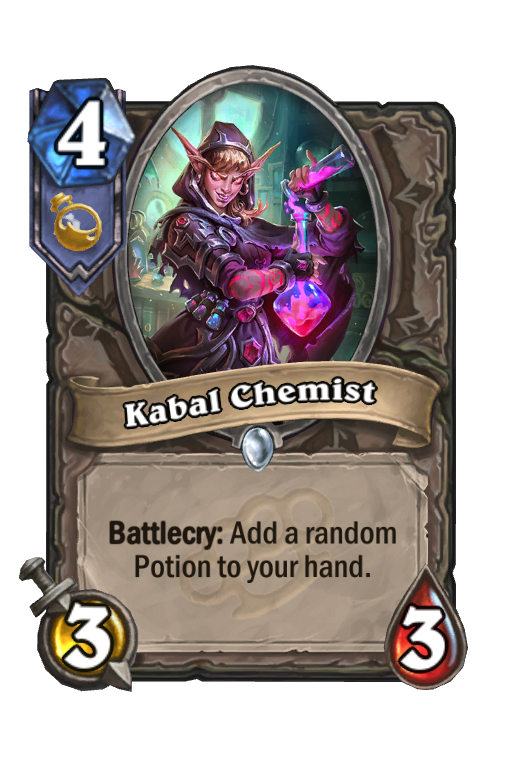 4
Kabal Chemist
Battlecry: Add a random
Potion to your hand.
3
3